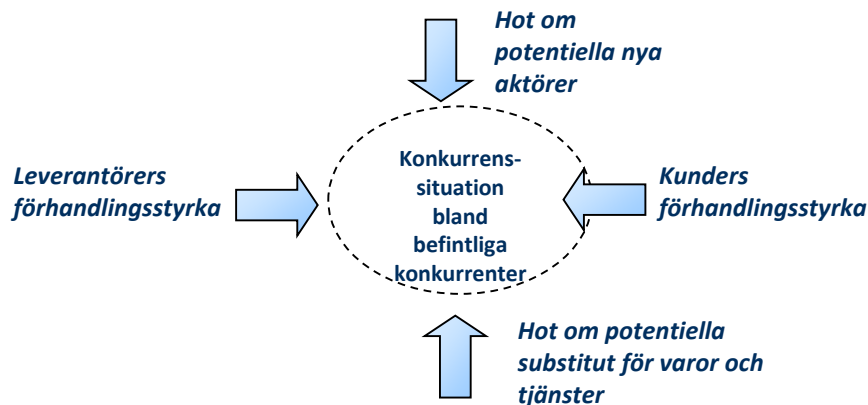 Hot om
potentiella nya
aktörer
Leverantörers
förhandlingsstyrka
Konkurrens-
situation
bland
befintliga
konkurrenter
Kunders
förhandlingsstyrka
Hot om potentiella
substitut för varor och
tjänster